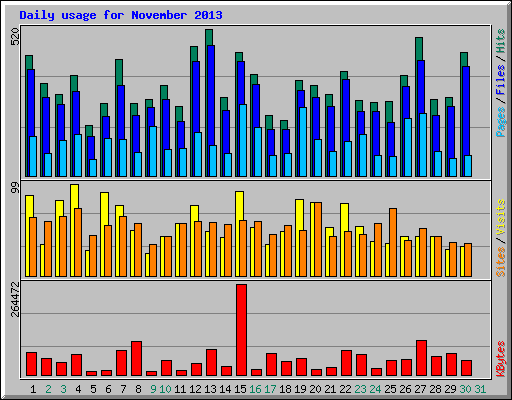 Daily usage for November 2013
520
Pages / Files / Hits
99
Sites / Visits
264472
KBytes
1 2 3 4 5 6 7 8 9 10 11 12 13 14 15 16 17 18 19 20 21 22 23 24 25 26 27 28 29 30 31